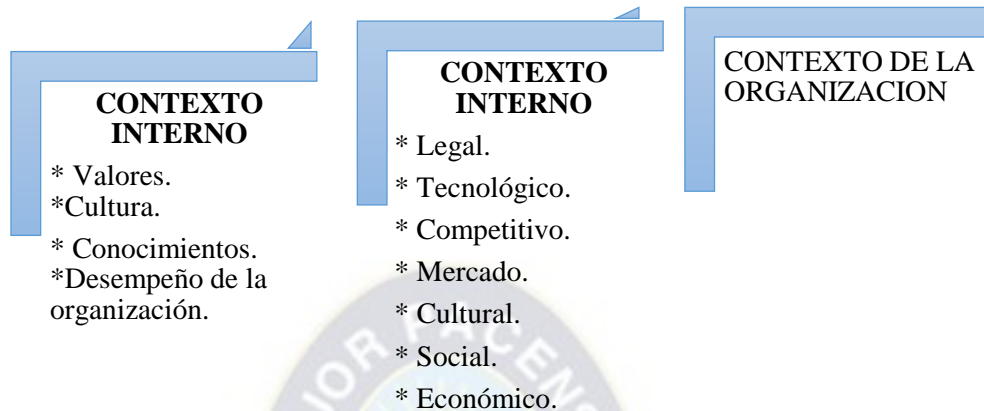 CONTEXTO
INTERNO
* Valores.
*Cultura.
* Conocimientos.
*Desempeño de la
organización.
CONTEXTO
INTERNO
* Legal.
* Tecnológico.
* Competitivo.
* Mercado.
* Cultural.
* Social.
* Económico.
CONTEXTO DE LA
ORGANIZACION